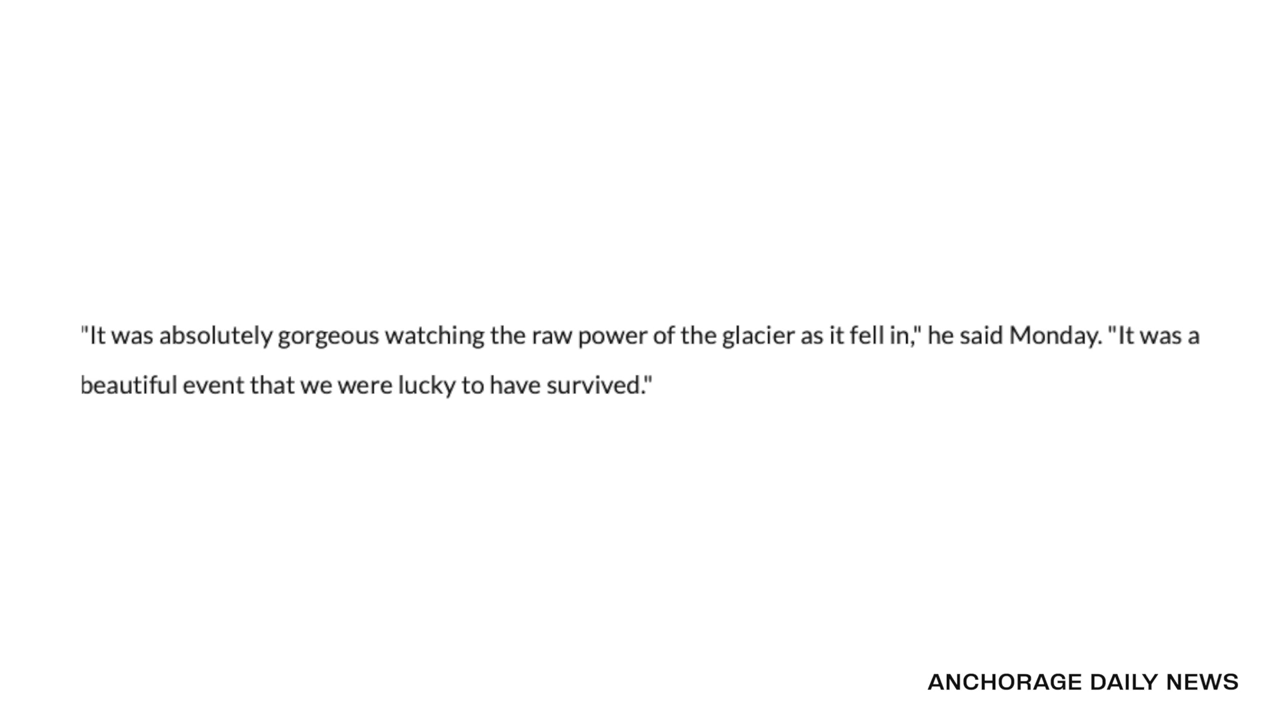 "It was absolutely gorgeous watching the raw power of the glacier as it fell in," he said Monday. "It was a
beautiful event that we were lucky to have survived."
ANCHORAGE DAILY NEWS